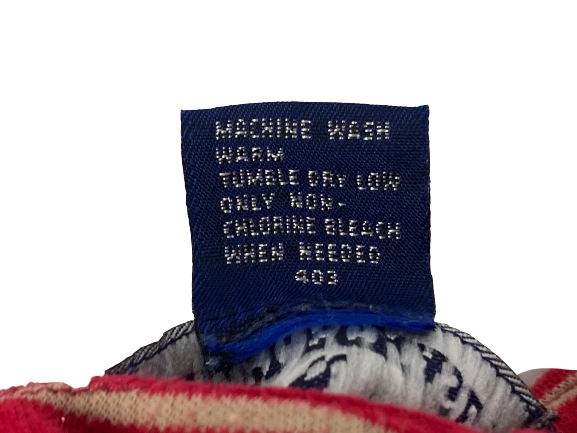 MACHINE WASH
WARM
TUMBLE DRY LOW
ONLY NON-
CHLORINE BLEACH
WHEN NEEDED
403